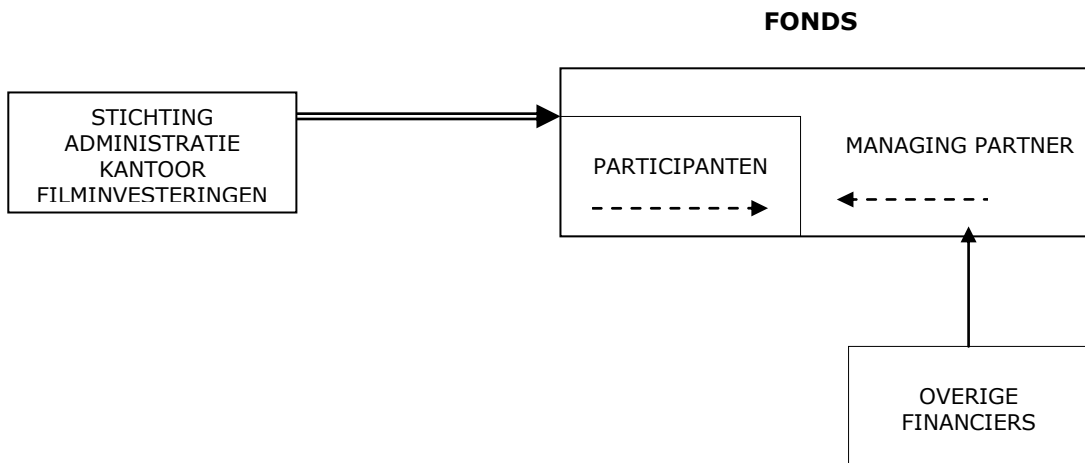 FONDS
STICHTING
ADMINISTRATIE
KANTOOR
FILMINVESTERINGEN
PARTICIPANTEN
MANAGING PARTNER
OVERIGE
FINANCIERS